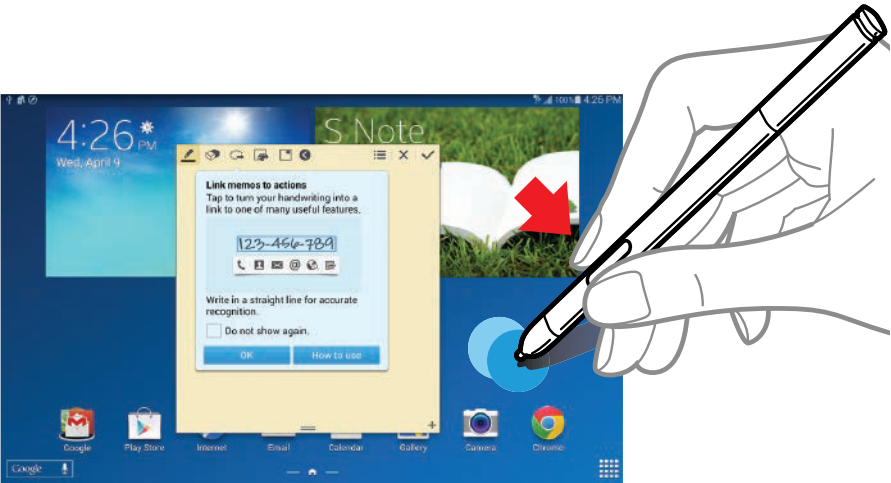 100% 4:26 PM
4:26 PM
Wed, April 9
S Note
Link memos to actions
Tap to turn your handwriting into a
link to one of many useful features.
123-456-789
Write in a straight line for accurate
recognition.
Do not show again.
OK
How to use
Google
Play Store
Internet
Email
Calendar
Gallery
Camera
Chrome
Google